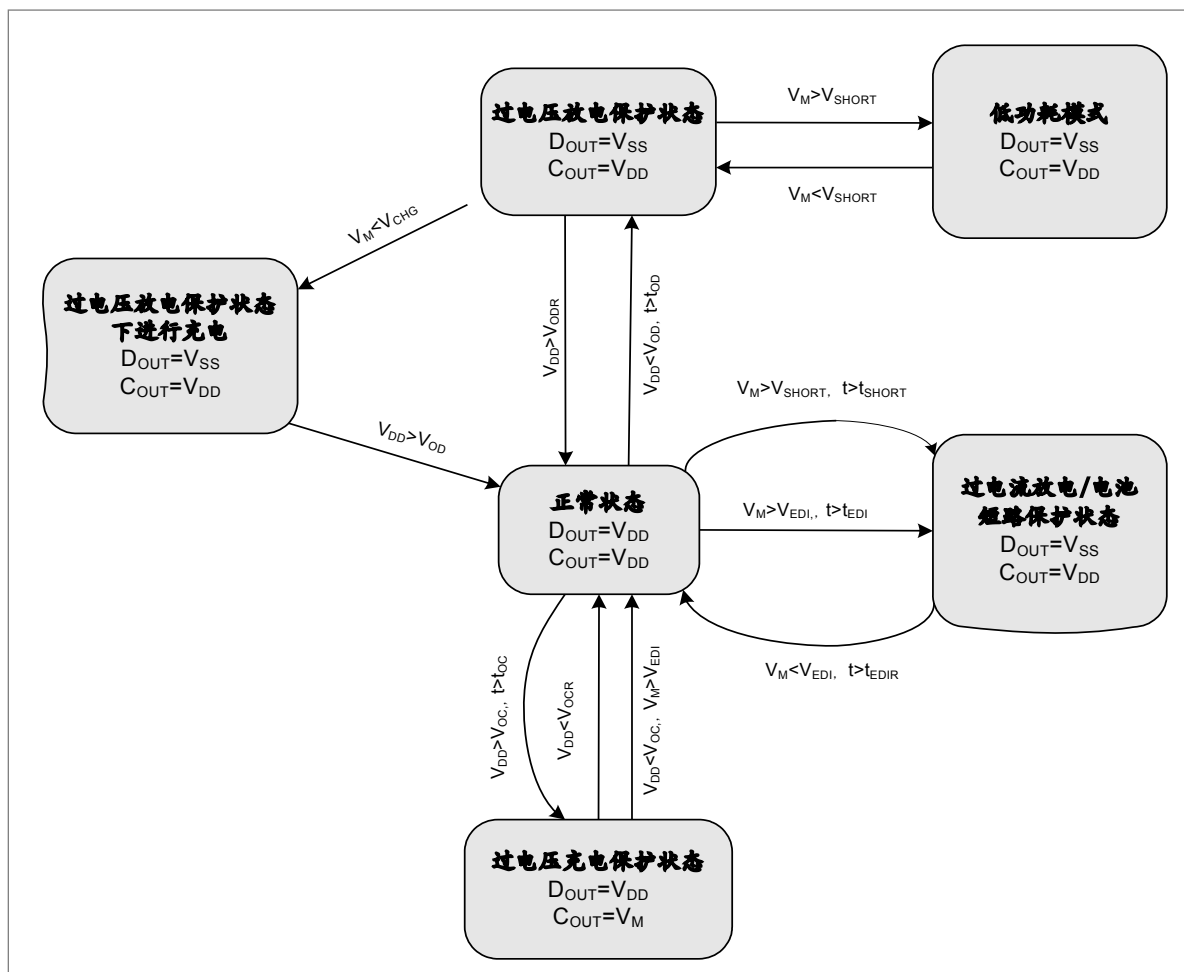 过电压放电保护状态
DOUT=VSS
COUT=VDD
VM>VSHORT
VM<VSHORT
低功耗模式
DOUT=VSS
COUT=VDD
VM<VCHG
过电压放电保护状态
下进行充电
DOUT=VSS
COUT=VDD
VDD>VODR
VDD<VOD, t>tOD
VDD>VOD
VM>VSHORT, t>tSHORT
正常状态
DOUT=VDD
COUT=VDD
VM>VEDI,, t>tEDI
过电流放电/电池
短路保护状态
DOUT=VSS
COUT=VDD
VM<VEDI, t>tEDIR
VDD>VOC,, t>tOC
VDD<VOCR
VDD<VOC,, VM>VEDI
过电压充电保护状态
DOUT=VDD
COUT=VM